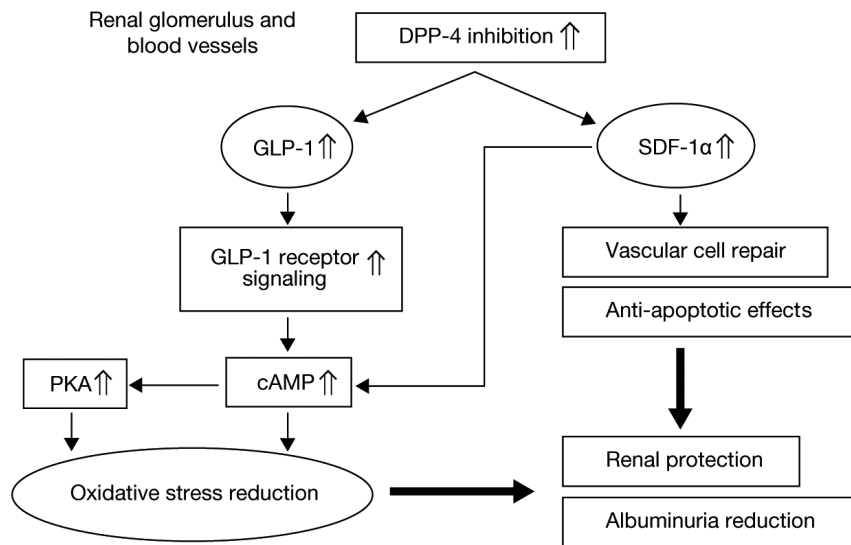 Renal glomerulus and
blood vessels
DPP-4 inhibition ⇑
GLP-1 ⇑
SDF-1α ⇑
GLP-1 receptor
signaling ⇑
Vascular cell repair
Anti-apoptotic effects
PKA ⇑
cAMP ⇑
Oxidative stress reduction
Renal protection
Albuminuria reduction